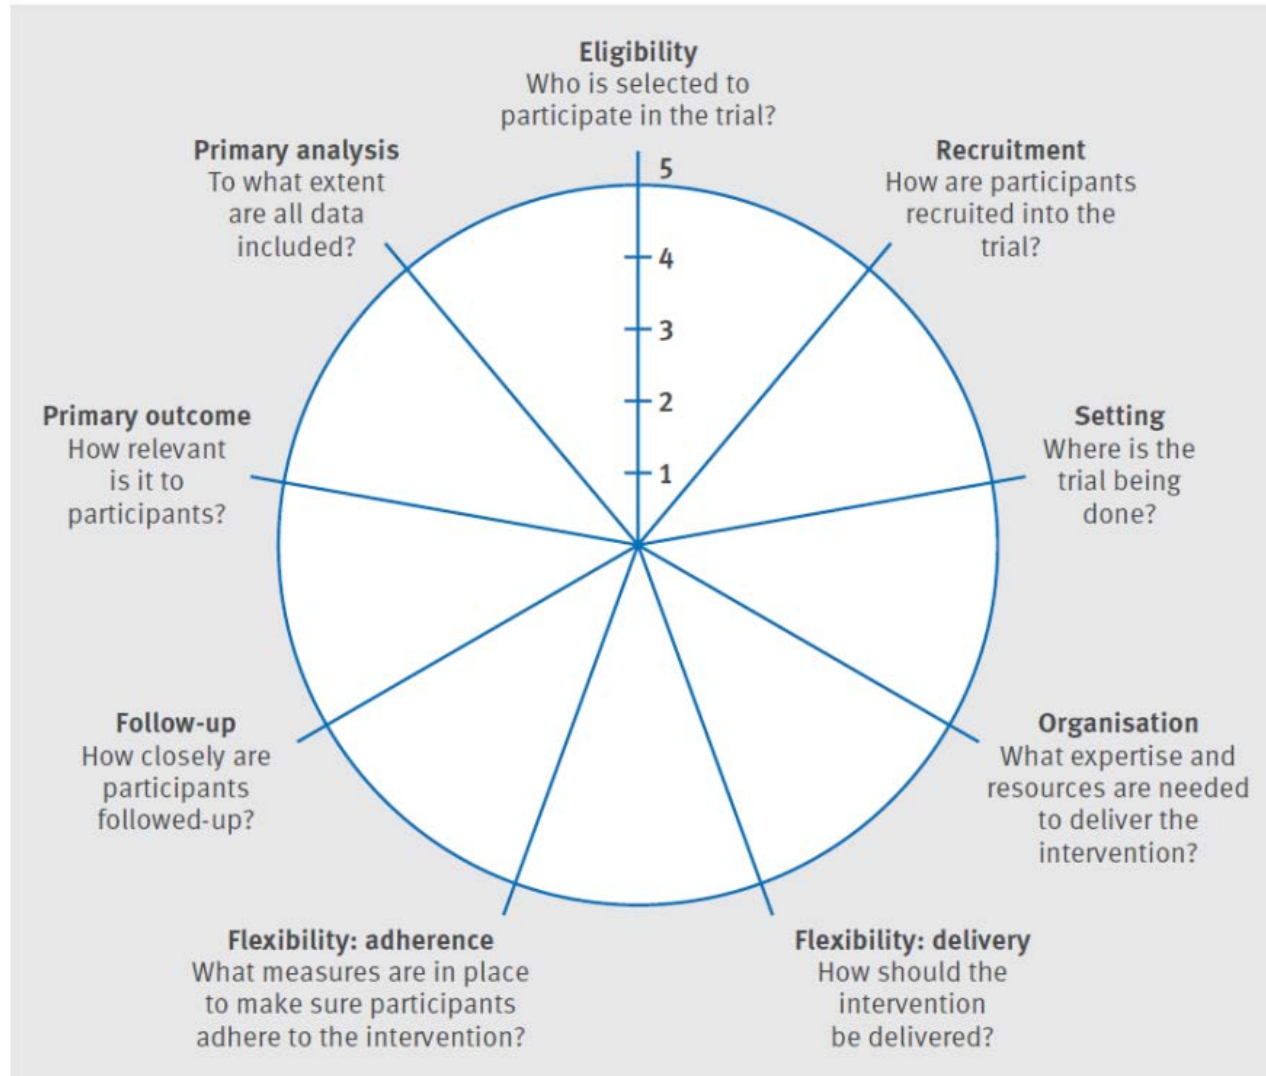 Eligibility
Who is selected to
participate in the trial?
Primary analysis
To what extent
are all data
included?
Recruitment
How are participants
recruited into the
trial?
5
4
3
2
1
Primary outcome
How relevant
is it to
participants?
Setting
Where is the
trial being
done?
Follow-up
How closely are
participants
followed-up?
Organisation
What expertise and
resources are needed
to deliver the
intervention?
Flexibility: adherence
What measures are in place
to make sure participants
adhere to the intervention?
Flexibility: delivery
How should the
intervention
be delivered?